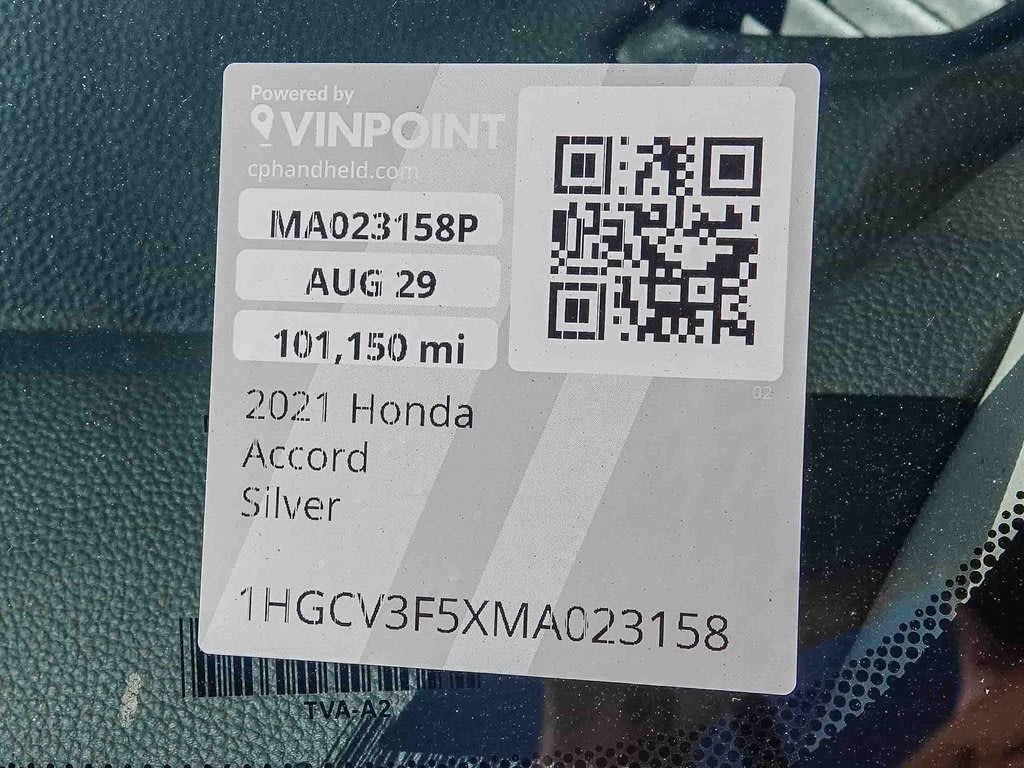 Powered by
VINPOINT
cphandheld.com
MA023158P
AUG 29
101,150 mi
02
2021 Honda
Accord
Silver
1HGCV3F5XMA023158
TVA-A2